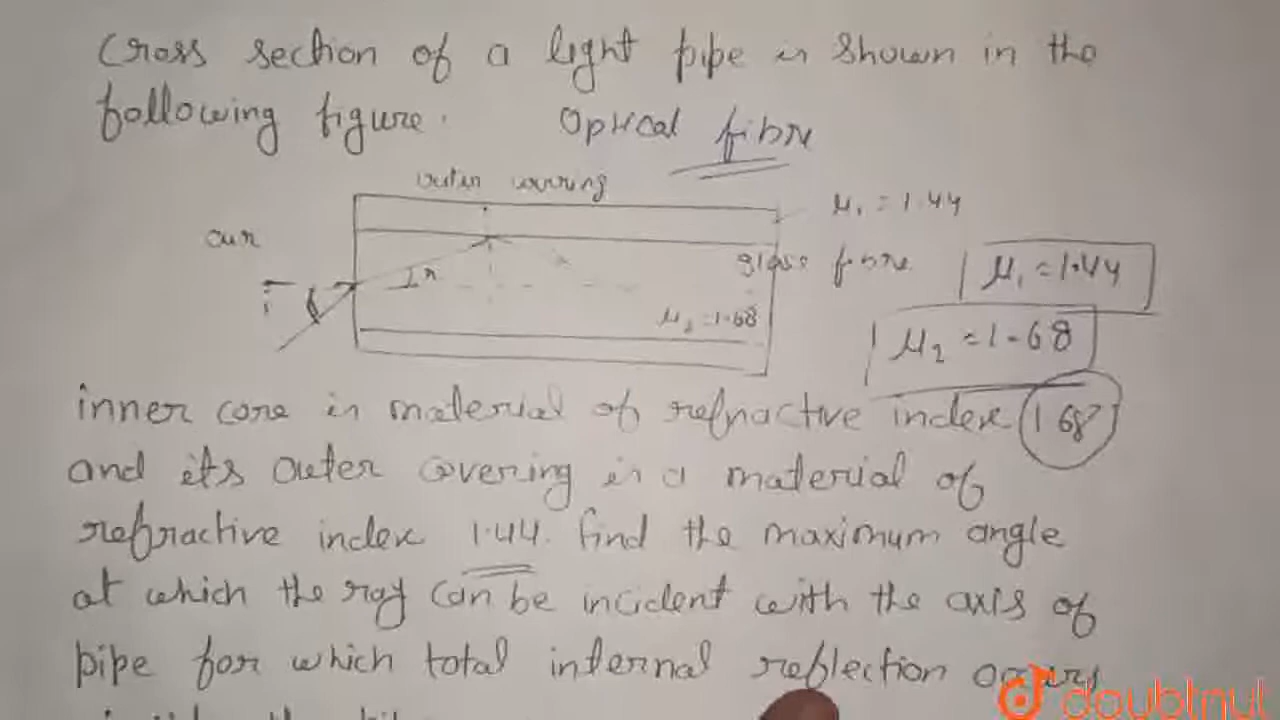 Cross section of a light pipe is shown in the
following figure. Optical fibre
outer covering
μ₁ = 1.44
air
glass fibre
μ₁ = 1.44
i
r
μ₂ = 1.68
μ₂ = 1.68
inner core is material of refractive index 1.68
and its outer covering is a material of
refractive index 1.44. find the maximum angle
at which the ray can be incident with the axis of
pipe for which total internal reflection occurs
doubtnut